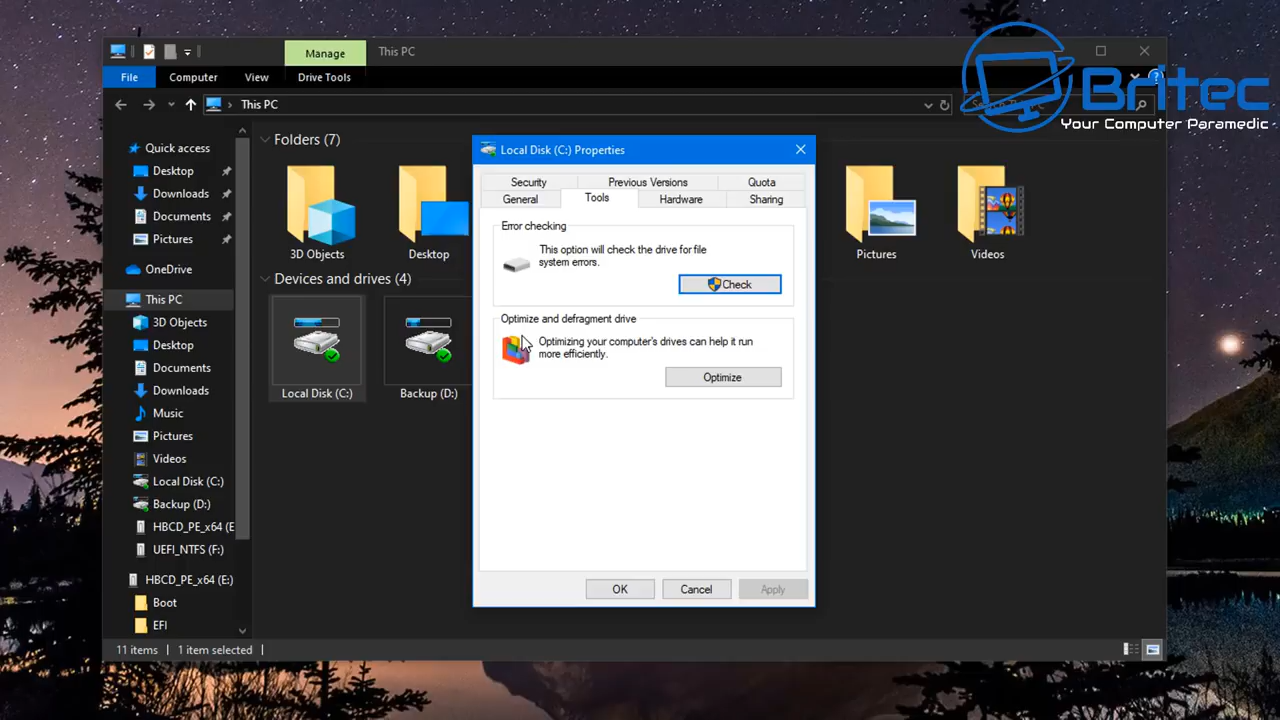 Manage
This PC
File
Computer
View
Drive Tools
Britec
Your Computer Paramedic
This PC
Quick access
Desktop
Downloads
Documents
Pictures
OneDrive
This PC
3D Objects
Desktop
Documents
Downloads
Music
Pictures
Videos
Local Disk (C:)
Backup (D:)
HBCD_PE_x64 (E
UEFI_NTFS (F:)
HBCD_PE_x64 (E:)
Boot
EFI
Folders (7)
3D Objects
Desktop
Pictures
Videos
Devices and drives (4)
Local Disk (C:)
Backup (D:)
Local Disk (C:) Properties
Security
Previous Versions
Quota
General
Tools
Hardware
Sharing
Error checking
This option will check the drive for file
system errors.
Check
Optimize and defragment drive
Optimizing your computer's drives can help it run
more efficiently.
Optimize
OK
Cancel
Apply
11 items
1 item selected